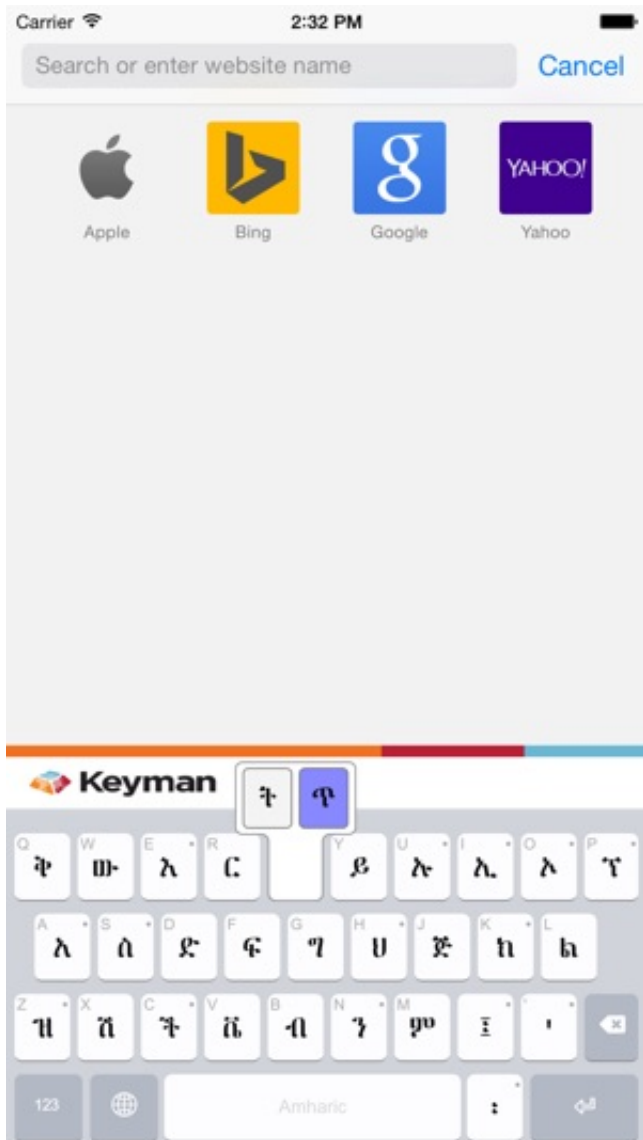 Carrier 2:32 PM
Search or enter website name Cancel
g YAHOO!
Apple Bing Google Yahoo
Keyman ት ጥ
Q ቅ W ው E እ R ር Y ይ U ኡ I ኢ O ኦ P ፕ
A አ S ስ D ድ F ፍ G ግ H ህ J ጅ K ክ L ል
Z ዝ X ሽ C ች V ቬ B ብ N ን M ም ፤ '
123 Amharic ፡